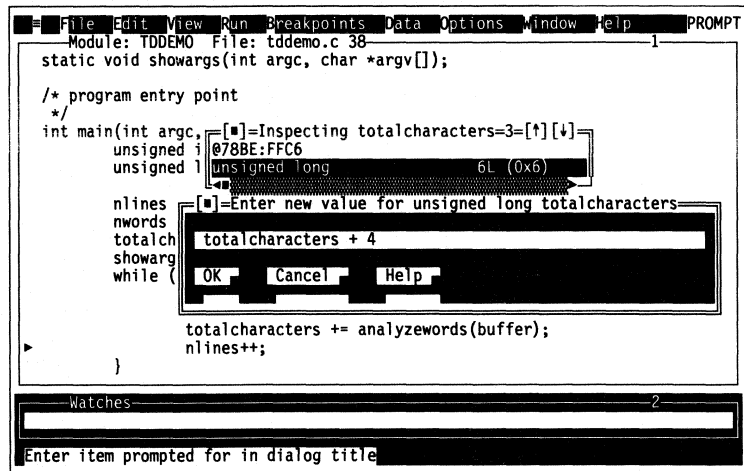 ≡ File Edit View Run Breakpoints Data Options Window Help PROMPT
Module: TDDEMO File: tddemo.c 38 1
static void showargs(int argc, char *argv[]);
/* program entry point
*/
int main(int argc,
unsigned i
unsigned l
[■]=Inspecting totalcharacters=3=[↑][↓]
@78BE:FFC6
unsigned long 6L (0x6)
nlines
nwords
totalch
showarg
while (
[■]=Enter new value for unsigned long totalcharacters
totalcharacters + 4
OK Cancel Help
totalcharacters += analyzewords(buffer);
► nlines++;
}
Watches 2
Enter item prompted for in dialog title